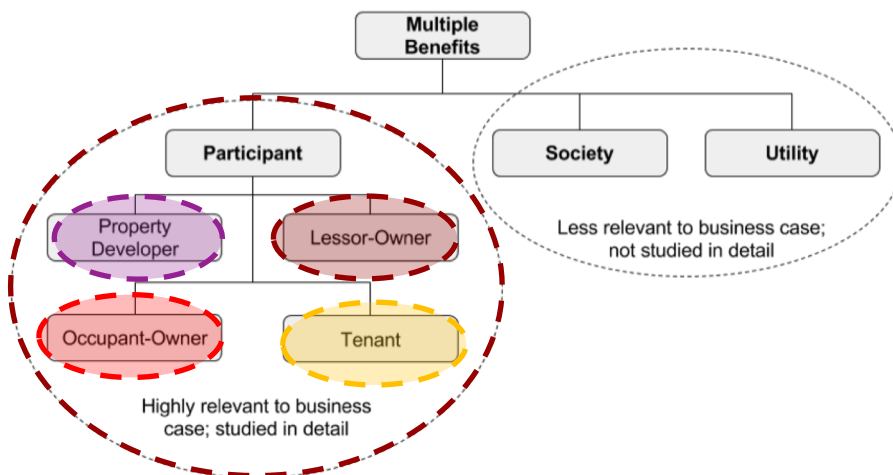 Multiple
Benefits
Participant
Society
Utility
Property
Developer
Lessor-Owner
Less relevant to business case;
not studied in detail
Occupant-Owner
Tenant
Highly relevant to business
case; studied in detail